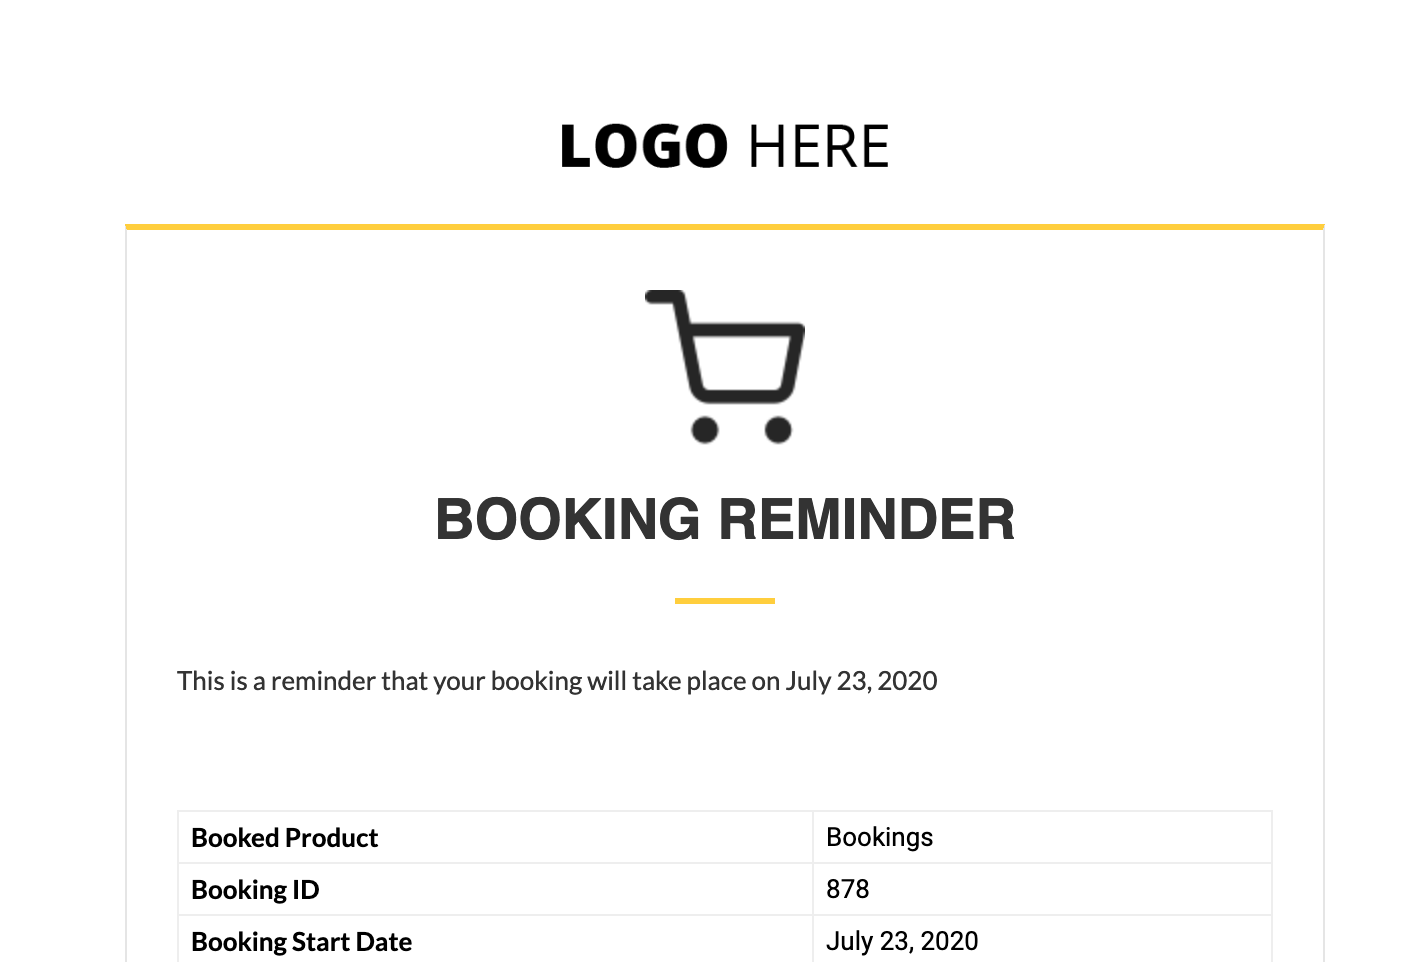 LOGO HERE
BOOKING REMINDER
This is a reminder that your booking will take place on July 23, 2020
Booked Product Bookings
Booking ID 878
Booking Start Date July 23, 2020